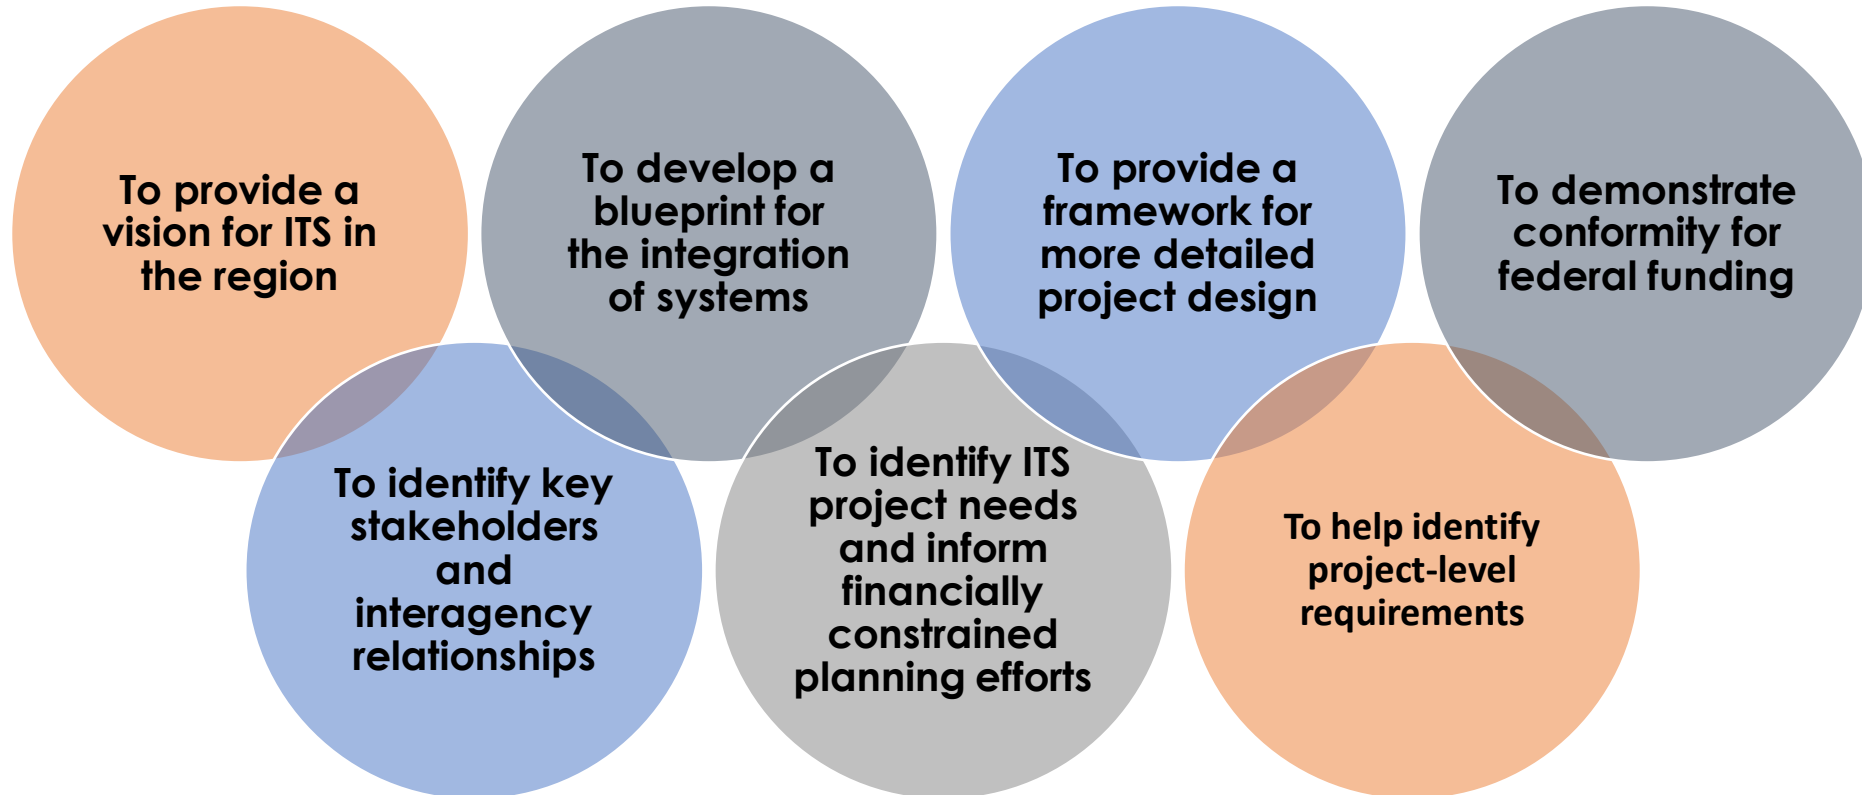 To provide a
vision for ITS in
the region
To identify key
stakeholders
and
interagency
relationships
To develop a
blueprint for
the integration
of systems
To identify ITS
project needs
and inform
financially
constrained
planning efforts
To provide a
framework for
more detailed
project design
To help identify
project-level
requirements
To demonstrate
conformity for
federal funding